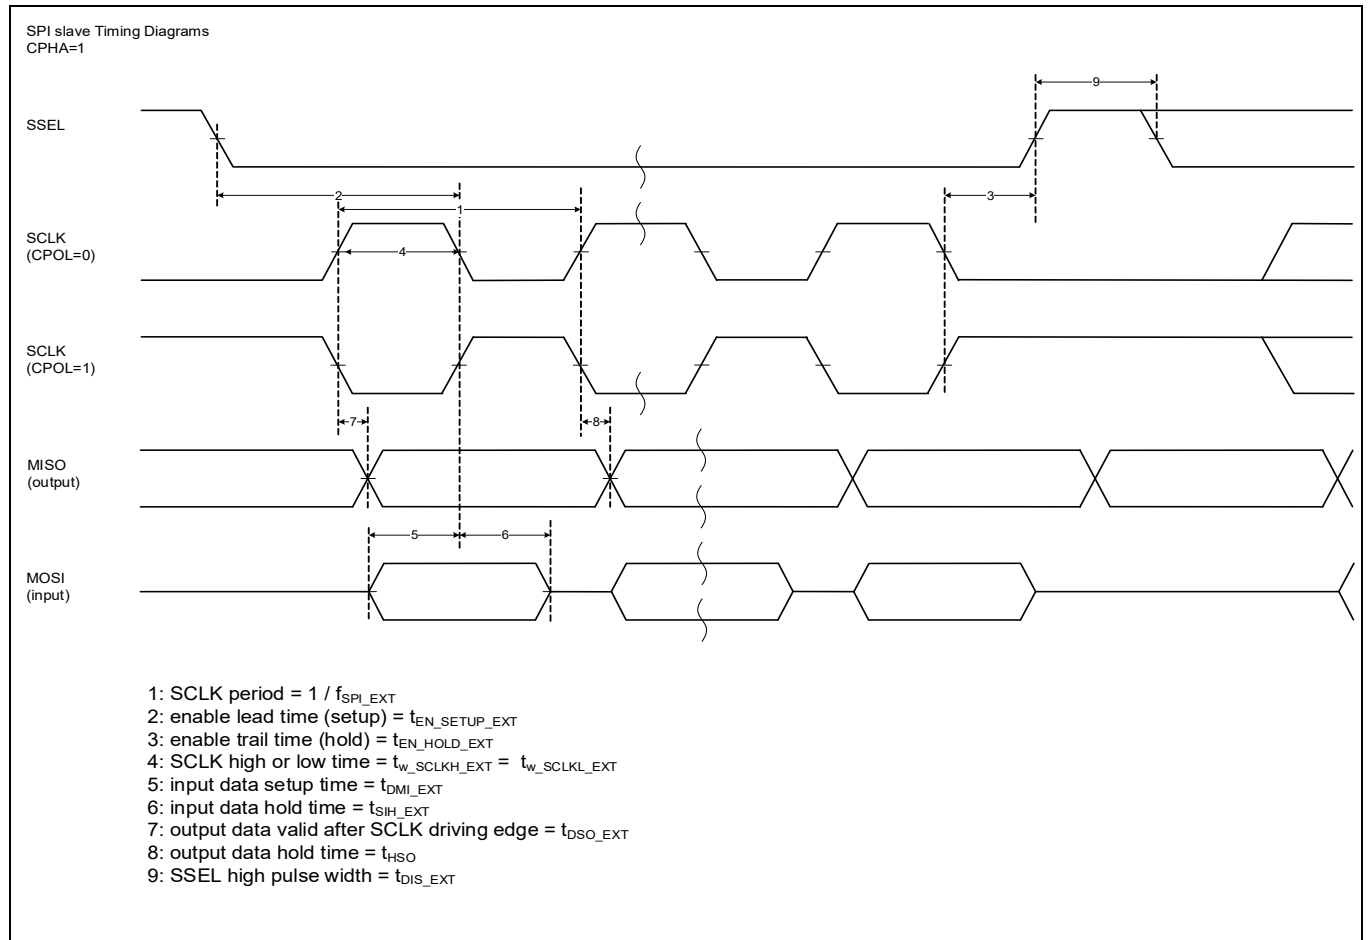 SPI slave Timing Diagrams
CPHA=1
9
SSEL
2
3
1
SCLK
(CPOL=0)
4
SCLK
(CPOL=1)
7
8
MISO
(output)
5
6
MOSI
(input)
1: SCLK period = 1 / fSPI_EXT
2: enable lead time (setup) = tEN_SETUP_EXT
3: enable trail time (hold) = tEN_HOLD_EXT
4: SCLK high or low time = tw_SCLKH_EXT = tw_SCLKL_EXT
5: input data setup time = tDMI_EXT
6: input data hold time = tSIH_EXT
7: output data valid after SCLK driving edge = tDSO_EXT
8: output data hold time = tHSO
9: SSEL high pulse width = tDIS_EXT